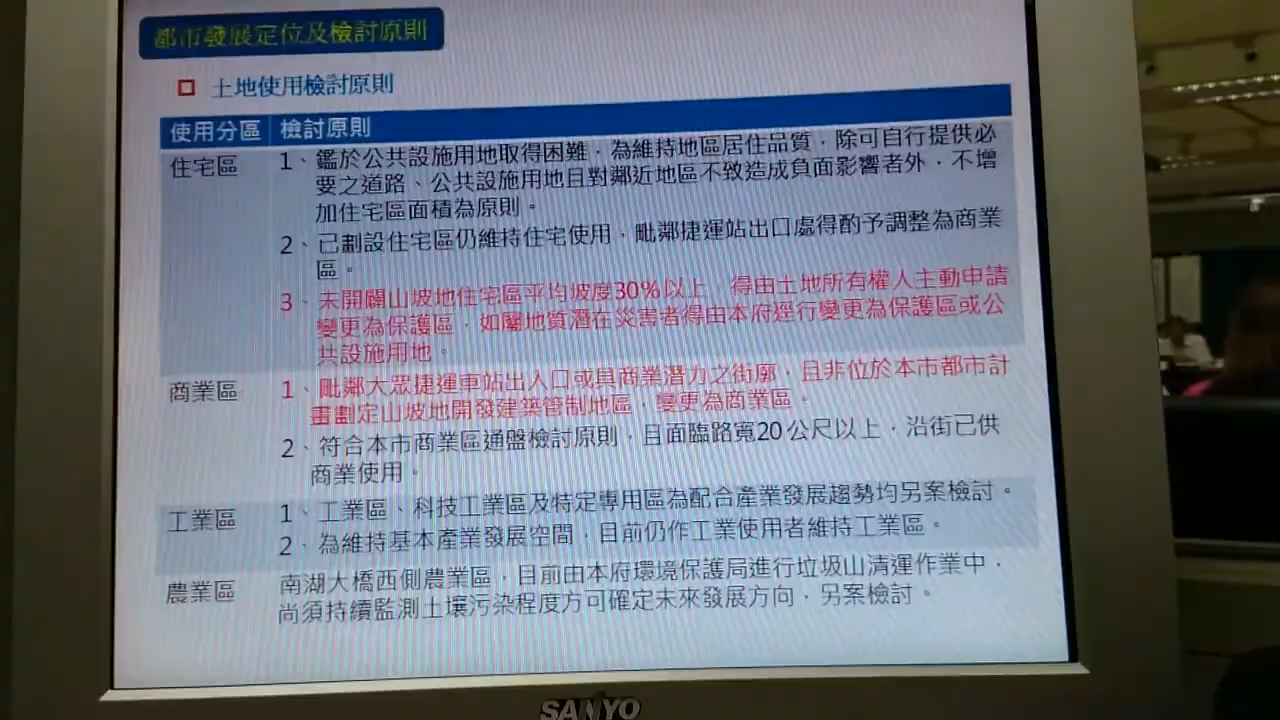 都市發展定位及檢討原則
土地使用檢討原則
使用分區 檢討原則
住宅區 1、鑑於公共設施用地取得困難，為維持地區居住品質，除可自行提供必
要之道路、公共設施用地且對鄰近地區不致造成負面影響者外，不增
加住宅區面積為原則。
2、已劃設住宅區仍維持住宅使用，毗鄰捷運站出口處得酌予調整為商業
區。
3、未開闢山坡地住宅區平均坡度30%以上，得由土地所有權人主動申請
變更為保護區，如屬地質潛在災害者得由本府逕行變更為保護區或公
共設施用地。
商業區 1、毗鄰大眾捷運車站出入口或具商業潛力之街廓，且非位於本市都市計
畫劃定山坡地開發建築管制地區，變更為商業區。
2、符合本市商業區通盤檢討原則，且面臨路寬20公尺以上，沿街已供
商業使用。
工業區 1、工業區、科技工業區及特定專用區為配合產業發展趨勢均另案檢討。
2、為維持基本產業發展空間，目前仍作工業使用者維持工業區。
農業區 南湖大橋西側農業區，目前由本府環境保護局進行垃圾山清運作業中，
尚須持續監測土壤污染程度方可確定未來發展方向，另案檢討。
SANYO